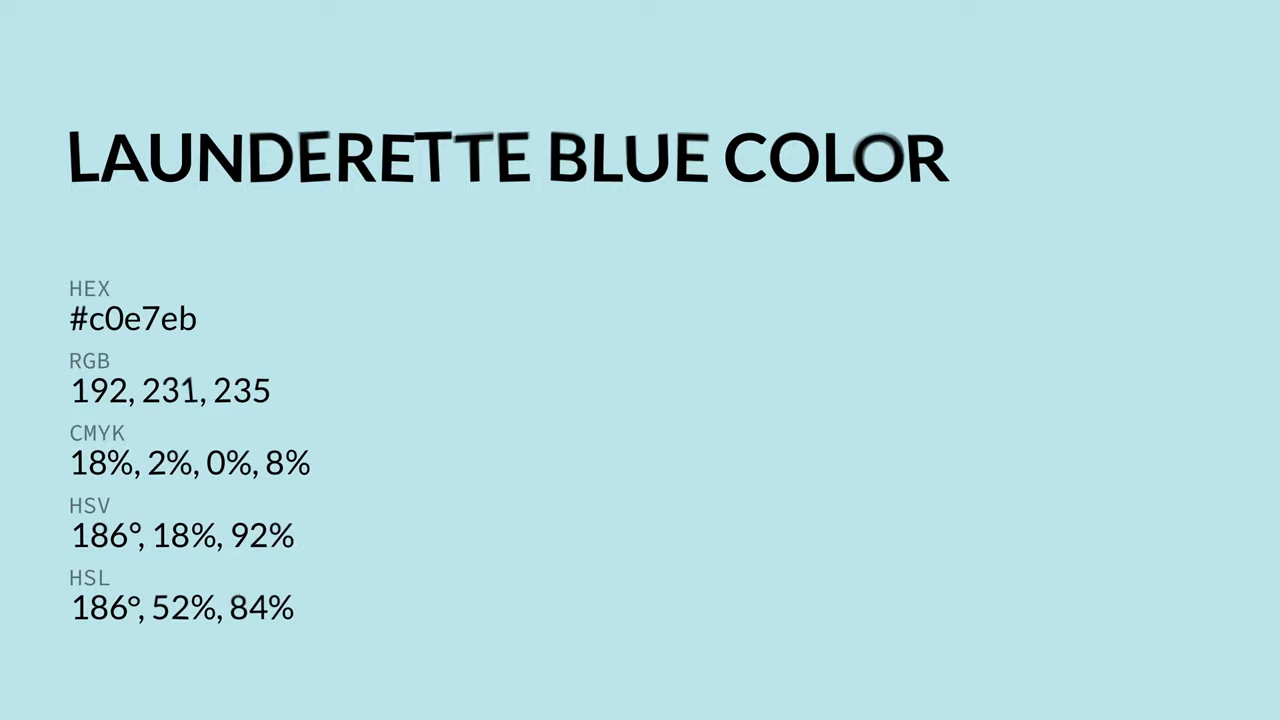 LAUNDERETTE BLUE COLOR
HEX
#c0e7eb
RGB
192, 231, 235
CMYK
18%, 2%, 0%, 8%
HSV
186°, 18%, 92%
HSL
186°, 52%, 84%